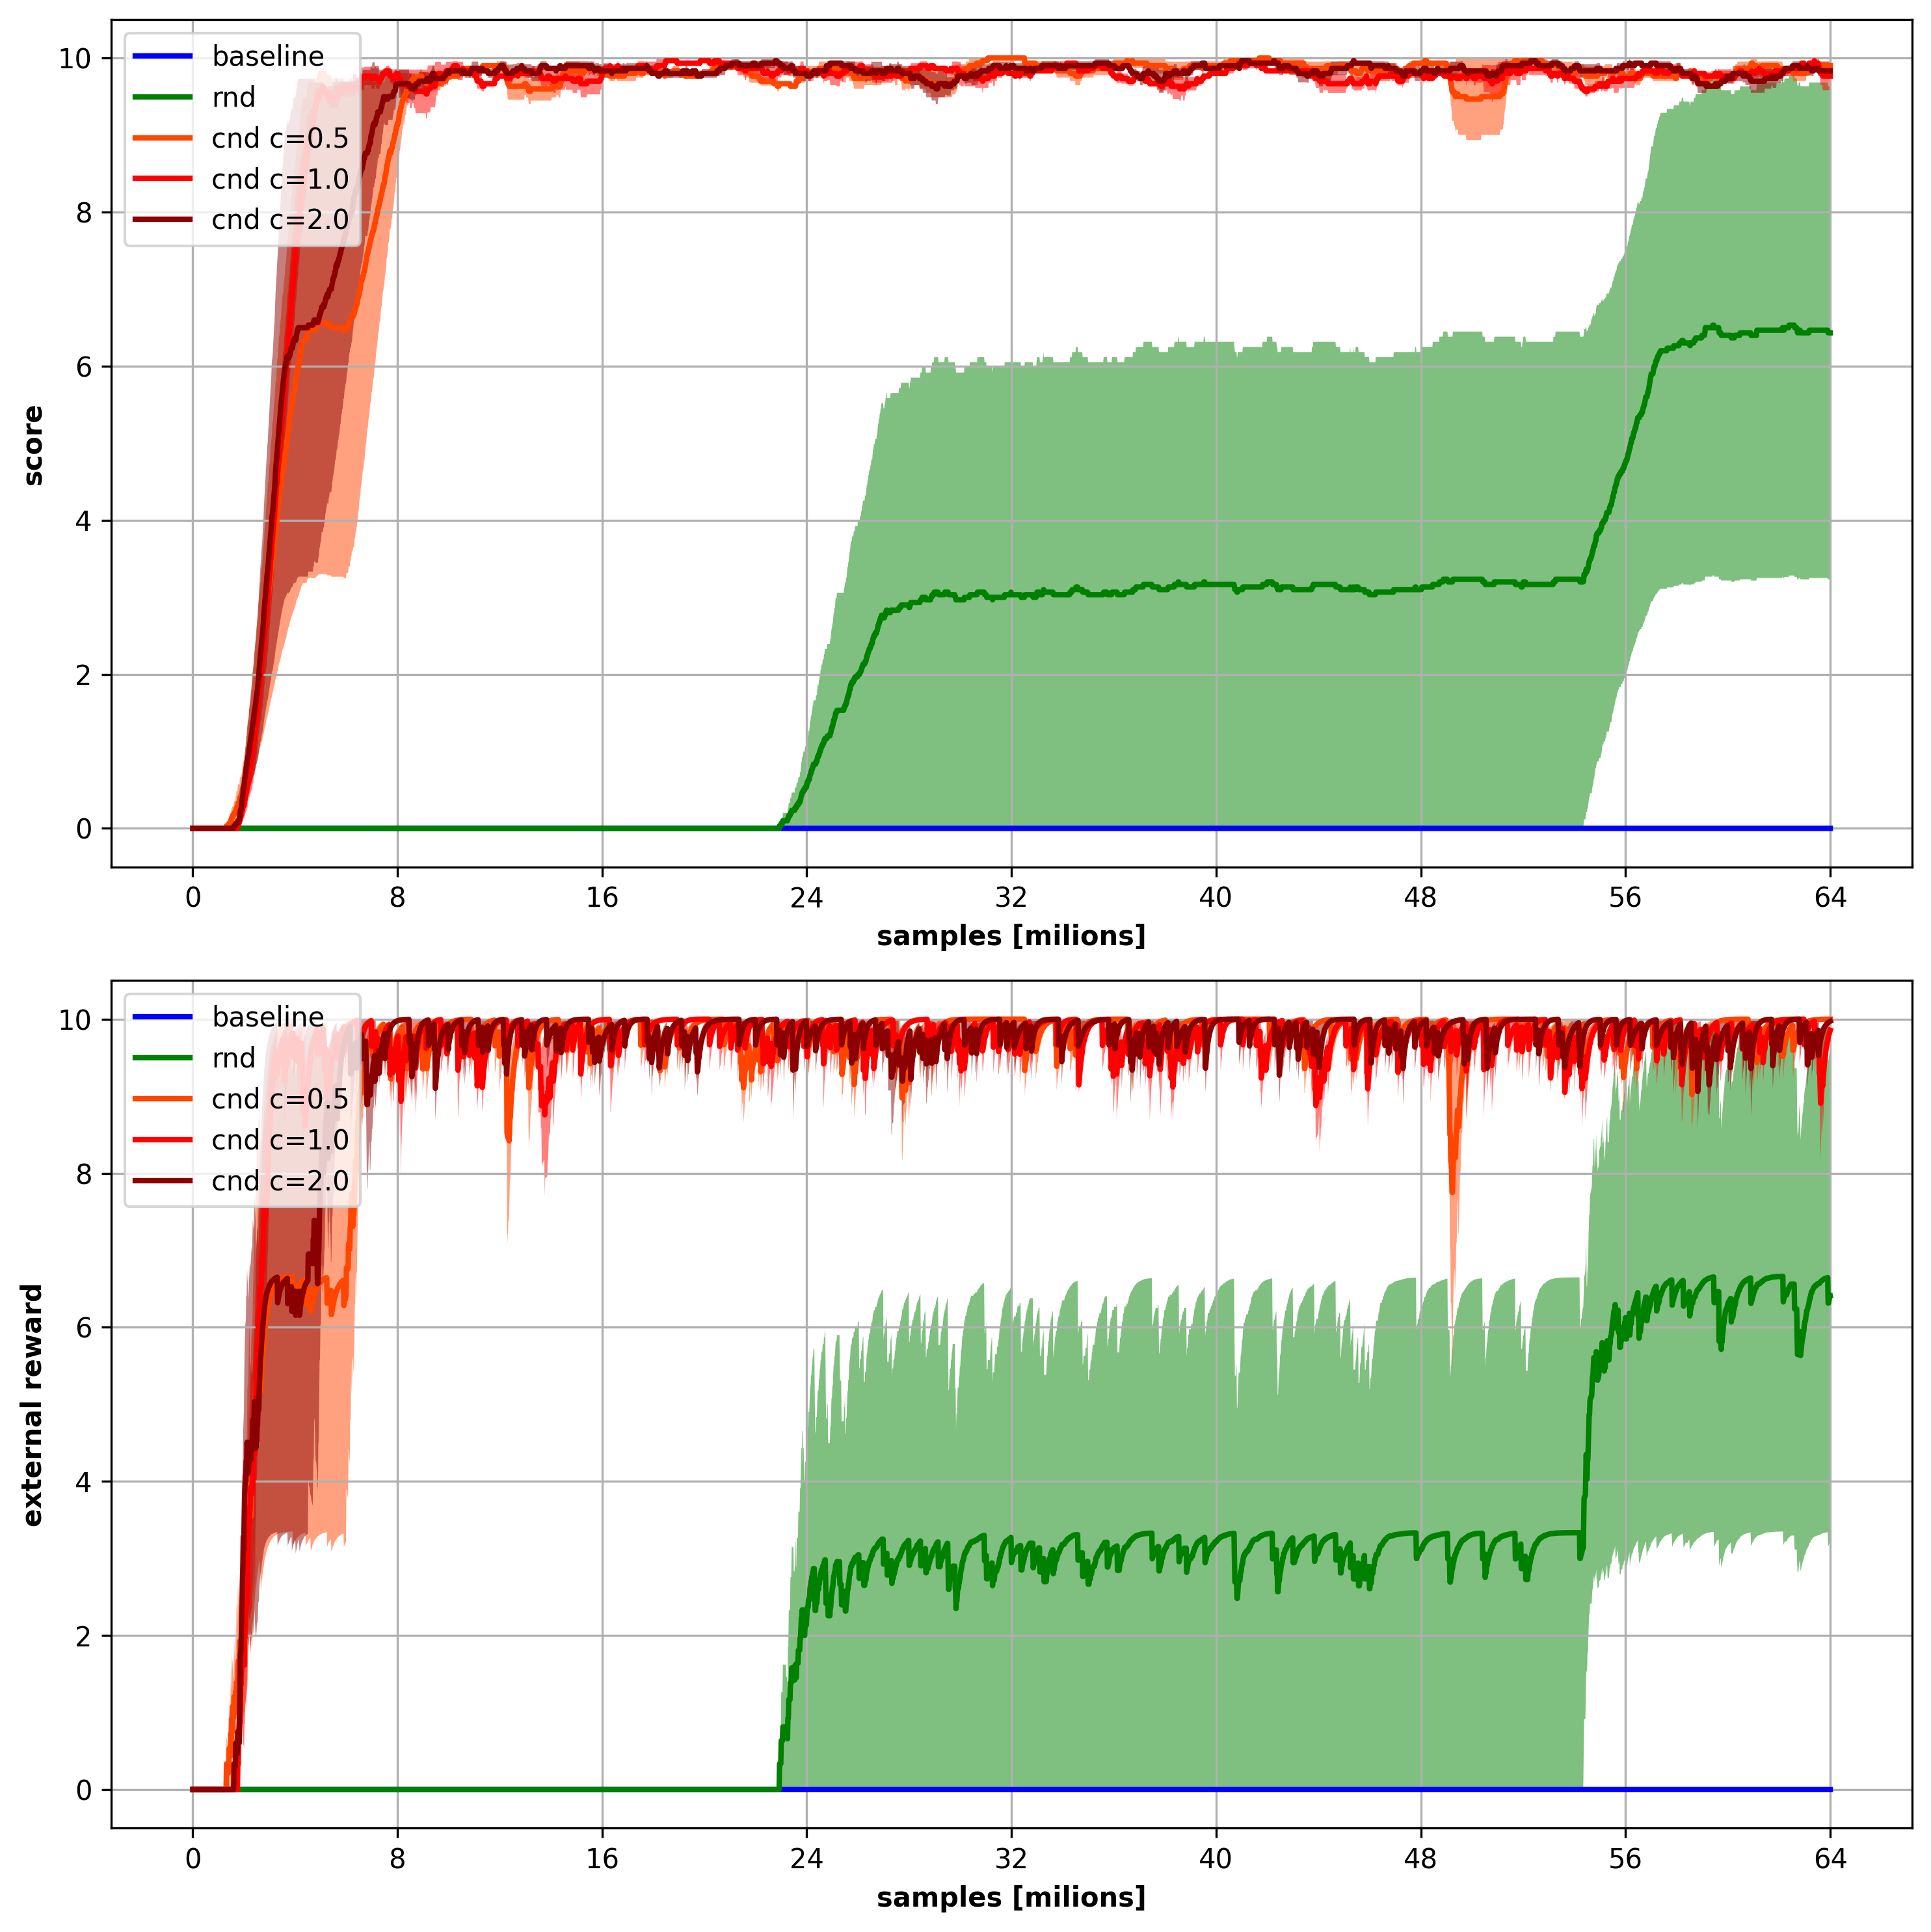 baseline
rnd
cnd c=0.5
cnd c=1.0
cnd c=2.0
10
8
6
4
2
0
score
0 8 16 24 32 40 48 56 64
samples [milions]
baseline
rnd
cnd c=0.5
cnd c=1.0
cnd c=2.0
10
8
6
4
2
0
external reward
0 8 16 24 32 40 48 56 64
samples [milions]